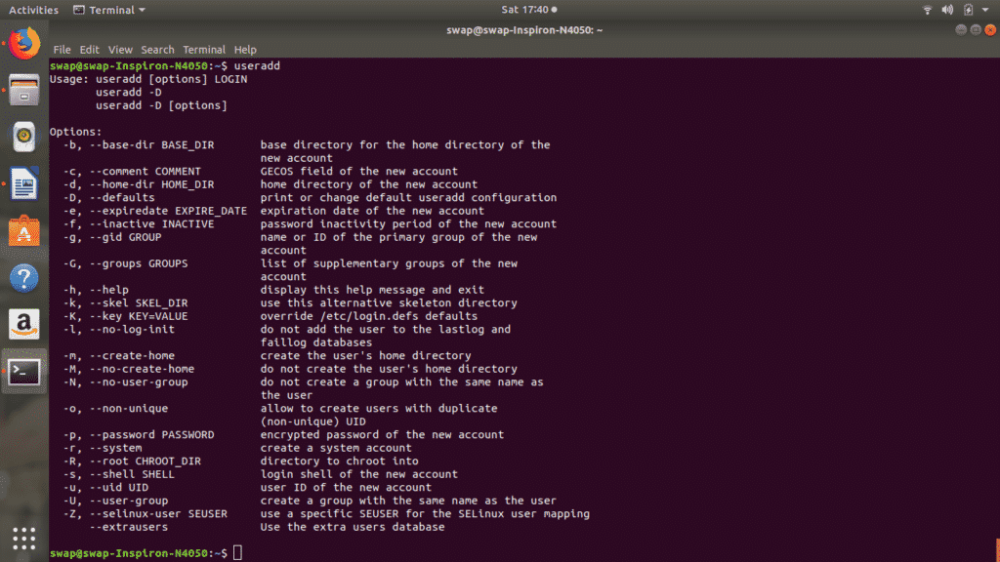 Activities Terminal Sat 17:40
swap@swap-Inspiron-N4050: ~
File Edit View Search Terminal Help
swap@swap-Inspiron-N4050:~$ useradd
Usage: useradd [options] LOGIN
       useradd -D
       useradd -D [options]

Options:
  -b, --base-dir BASE_DIR       base directory for the home directory of the
                                new account
  -c, --comment COMMENT         GECOS field of the new account
  -d, --home-dir HOME_DIR       home directory of the new account
  -D, --defaults                print or change default useradd configuration
  -e, --expiredate EXPIRE_DATE  expiration date of the new account
  -f, --inactive INACTIVE       password inactivity period of the new account
  -g, --gid GROUP               name or ID of the primary group of the new
                                account
  -G, --groups GROUPS           list of supplementary groups of the new
                                account
  -h, --help                    display this help message and exit
  -k, --skel SKEL_DIR           use this alternative skeleton directory
  -K, --key KEY=VALUE           override /etc/login.defs defaults
  -l, --no-log-init             do not add the user to the lastlog and
                                faillog databases
  -m, --create-home             create the user's home directory
  -M, --no-create-home          do not create the user's home directory
  -N, --no-user-group           do not create a group with the same name as
                                the user
  -o, --non-unique              allow to create users with duplicate
                                (non-unique) UID
  -p, --password PASSWORD       encrypted password of the new account
  -r, --system                  create a system account
  -R, --root CHROOT_DIR         directory to chroot into
  -s, --shell SHELL             login shell of the new account
  -u, --uid UID                 user ID of the new account
  -U, --user-group              create a group with the same name as the user
  -Z, --selinux-user SEUSER     use a specific SEUSER for the SELinux user mapping
      --extrausers              Use the extra users database

swap@swap-Inspiron-N4050:~$